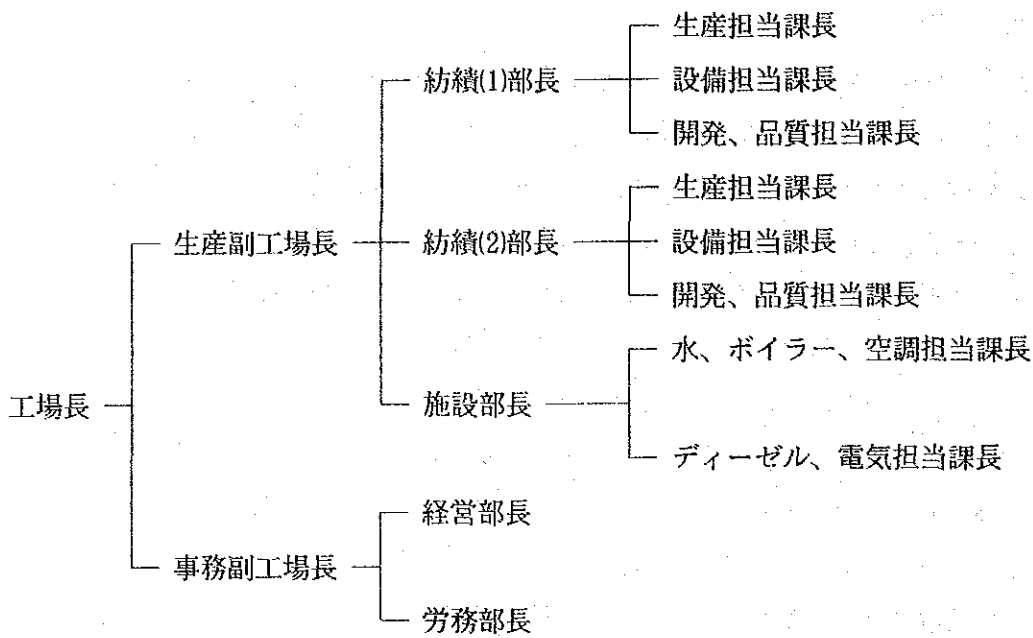 生産担当課長
紡績(1)部長
設備担当課長
開発、品質担当課長
生産担当課長
生産副工場長
紡績(2)部長
設備担当課長
開発、品質担当課長
水、ボイラー、空調担当課長
工場長
施設部長
ディーゼル、電気担当課長
経営部長
事務副工場長
労務部長